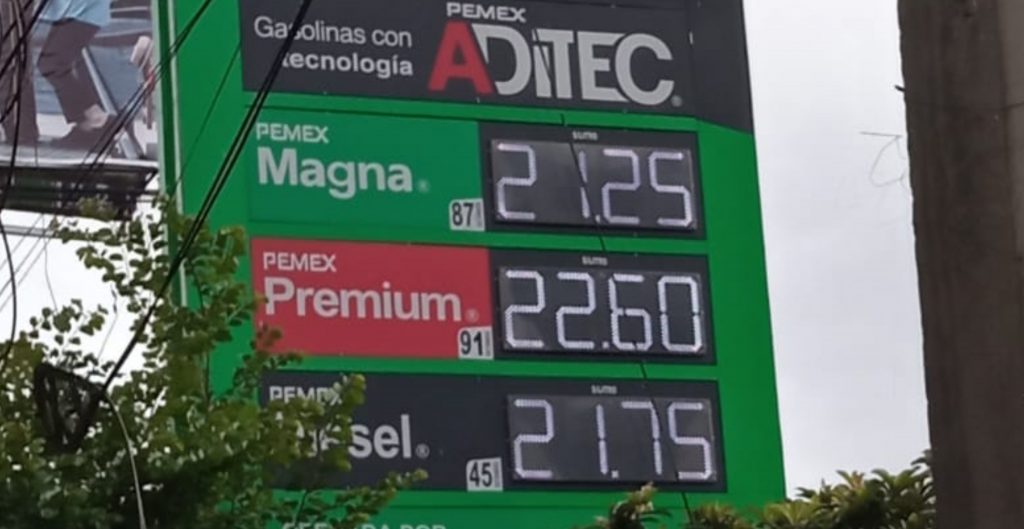 PEMEX
Gasolinas con
tecnología
ADITEC
PEMEX
Magna
87
21.25
PEMEX
Premium
91
22.60
PEMEX
45
21.75